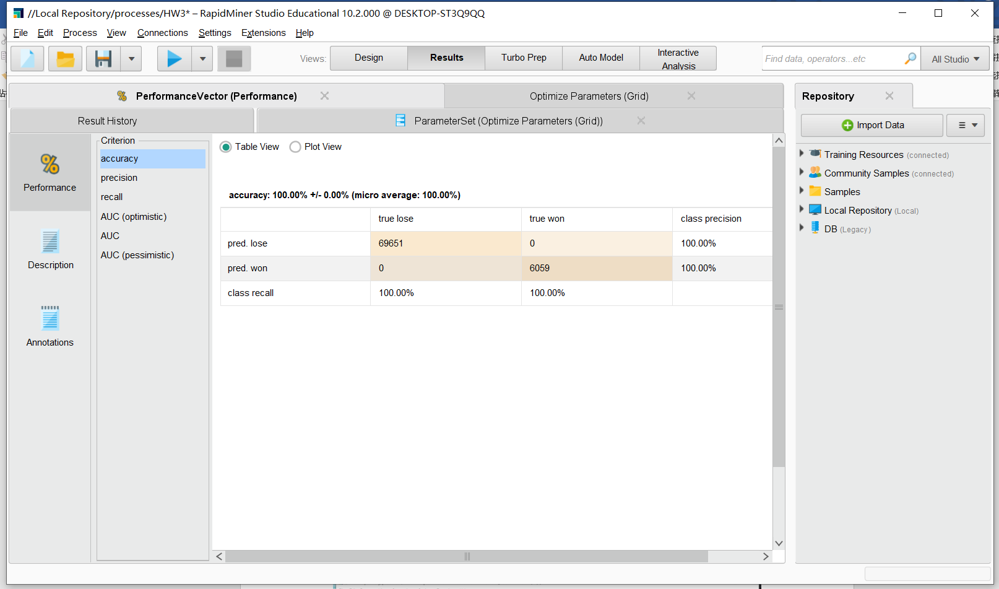 //Local Repository/processes/HW3* – RapidMiner Studio Educational 10.2.000 @ DESKTOP-ST3Q9QQ
File Edit Process View Connections Settings Extensions Help
Views: Design Results Turbo Prep Auto Model Interactive Analysis
Find data, operators...etc All Studio
PerformanceVector (Performance) Optimize Parameters (Grid)
Result History ParameterSet (Optimize Parameters (Grid))
Repository
Import Data
Training Resources (connected)
Community Samples (connected)
Samples
Local Repository (Local)
DB (Legacy)
Performance
Description
Annotations
Criterion
accuracy
precision
recall
AUC (optimistic)
AUC
AUC (pessimistic)
Table View Plot View
accuracy: 100.00% +/- 0.00% (micro average: 100.00%)
true lose true won class precision
pred. lose 69651 0 100.00%
pred. won 0 6059 100.00%
class recall 100.00% 100.00%